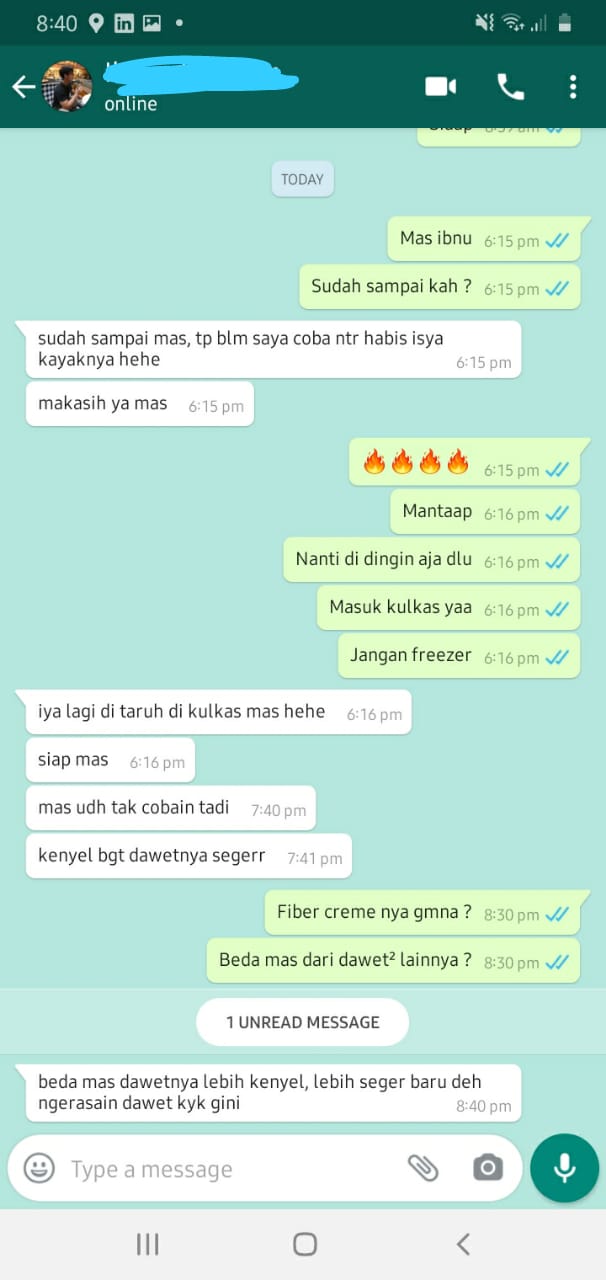 8:40
online
8:39 am
TODAY
Mas ibnu 6:15 pm
Sudah sampai kah ? 6:15 pm
sudah sampai mas, tp blm saya coba ntr habis isya
kayaknya hehe 6:15 pm
makasih ya mas 6:15 pm
🔥🔥🔥🔥 6:15 pm
Mantaap 6:16 pm
Nanti di dingin aja dlu 6:16 pm
Masuk kulkas yaa 6:16 pm
Jangan freezer 6:16 pm
iya lagi di taruh di kulkas mas hehe 6:16 pm
siap mas 6:16 pm
mas udh tak cobain tadi 7:40 pm
kenyel bgt dawetnya segerr 7:41 pm
Fiber creme nya gmna ? 8:30 pm
Beda mas dari dawet² lainnya ? 8:30 pm
1 UNREAD MESSAGE
beda mas dawetnya lebih kenyel, lebih seger baru deh
ngerasain dawet kyk gini 8:40 pm
Type a message